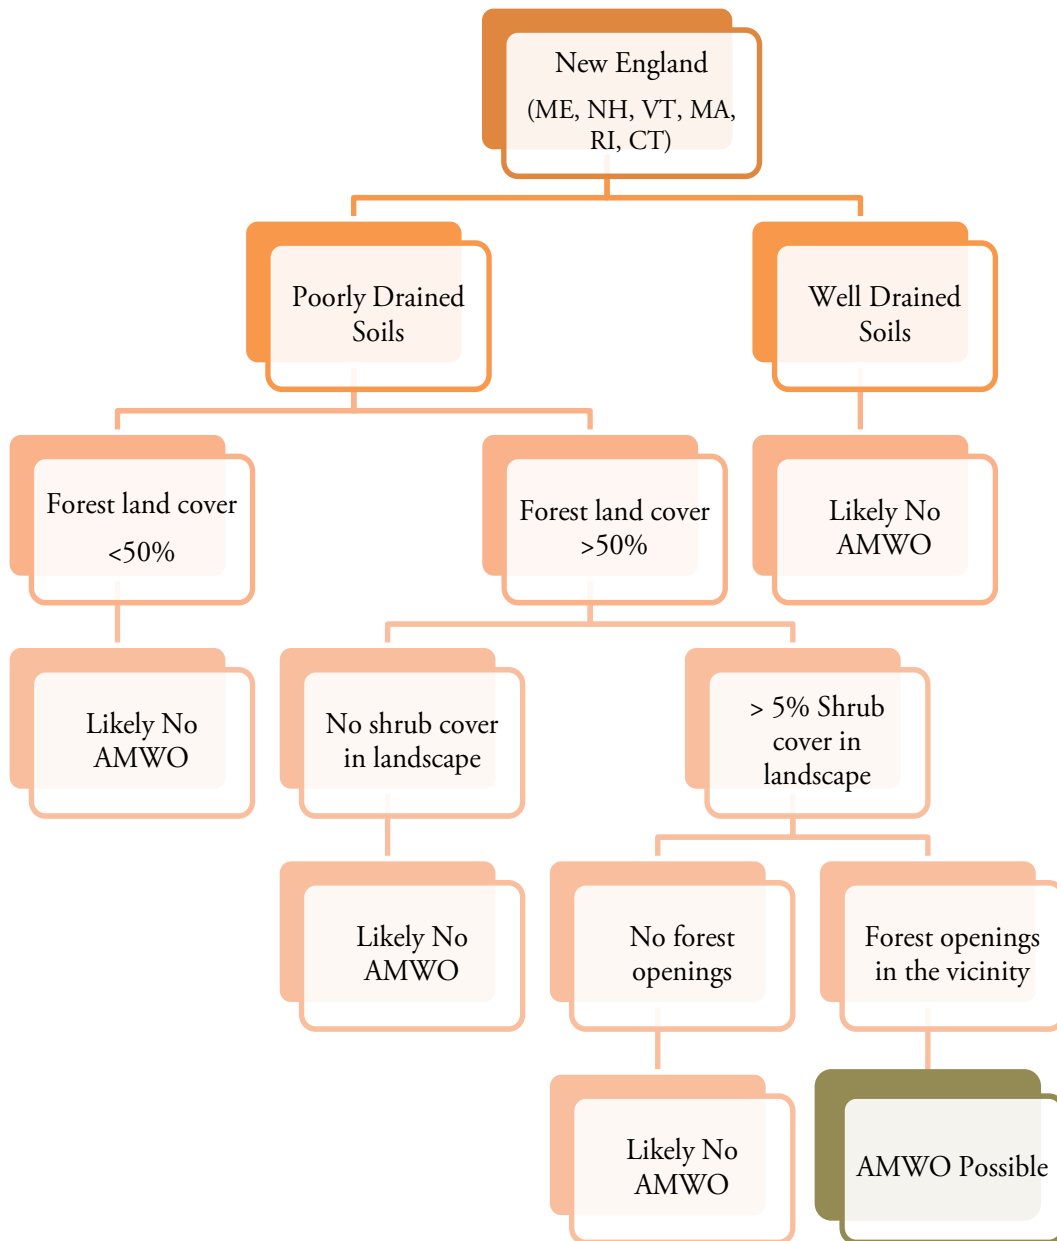 New England
(ME, NH, VT, MA,
RI, CT)
Poorly Drained
Soils
Well Drained
Soils
Forest land cover
<50%
Forest land cover
>50%
Likely No
AMWO
Likely No
AMWO
No shrub cover
in landscape
> 5% Shrub
cover in
landscape
Likely No
AMWO
No forest
openings
Forest openings
in the vicinity
Likely No
AMWO
AMWO Possible